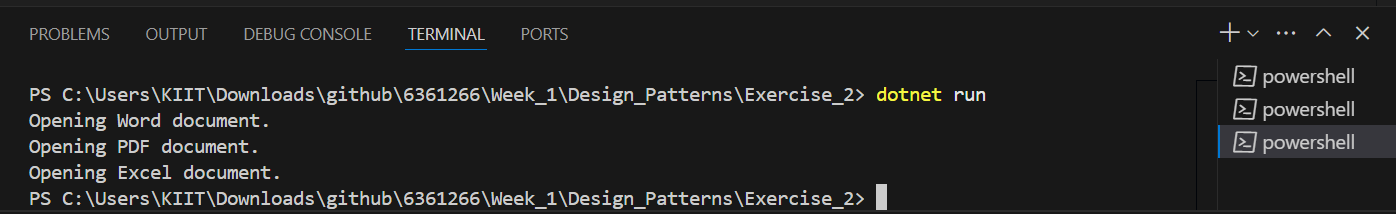 PROBLEMS OUTPUT DEBUG CONSOLE TERMINAL PORTS
powershell
powershell
powershell
PS C:\Users\KIIT\Downloads\github\6361266\Week_1\Design_Patterns\Exercise_2> dotnet run
Opening Word document.
Opening PDF document.
Opening Excel document.
PS C:\Users\KIIT\Downloads\github\6361266\Week_1\Design_Patterns\Exercise_2>